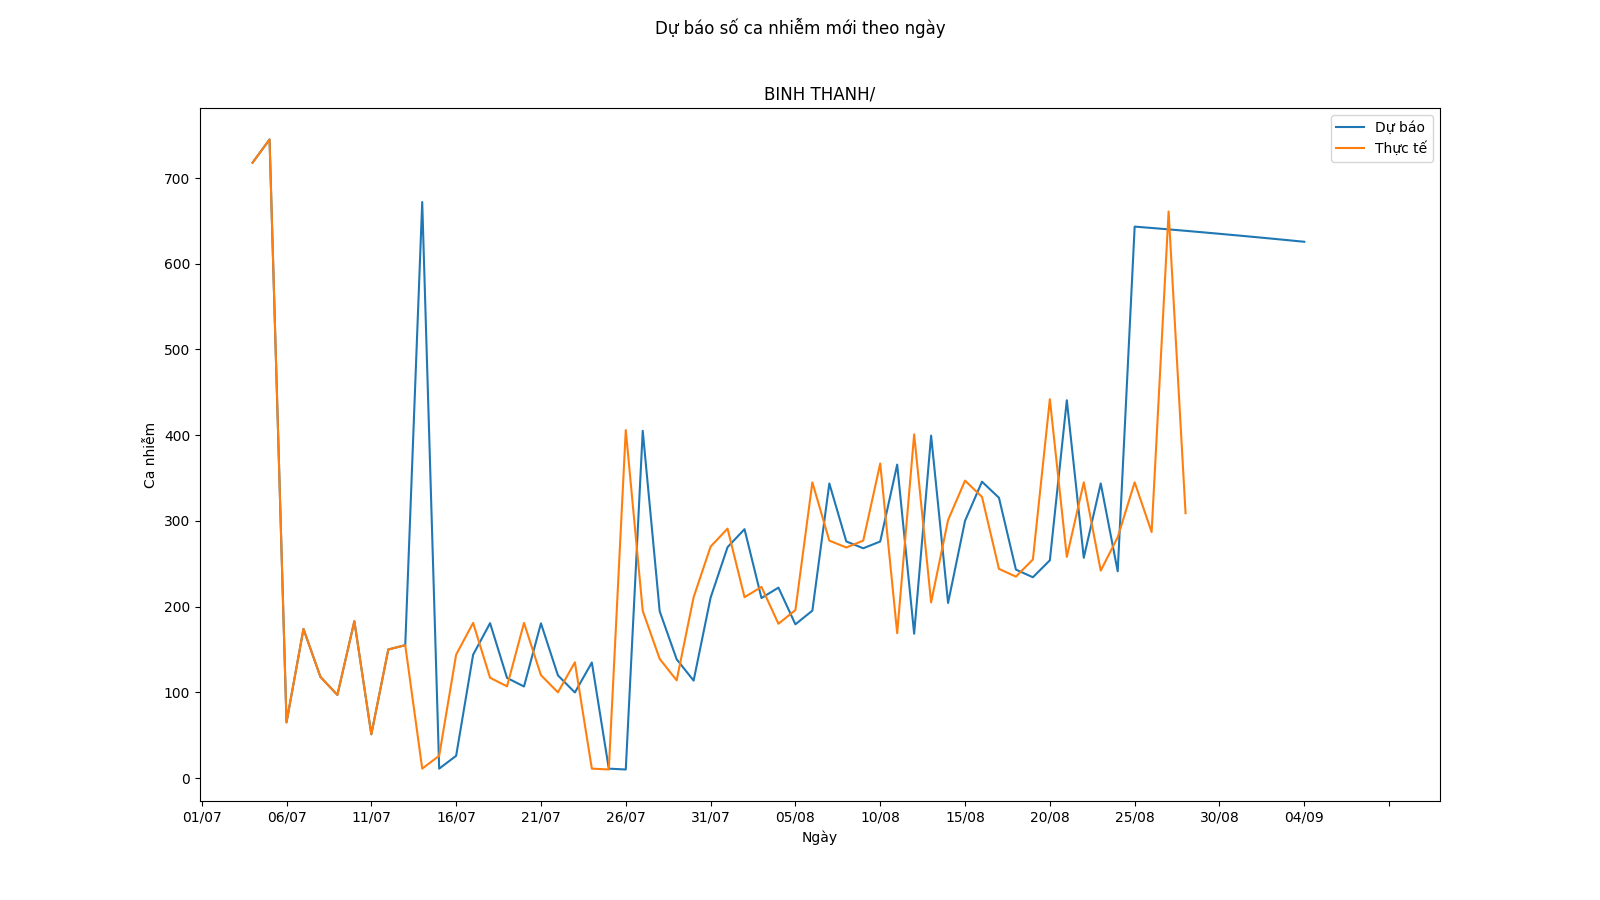 Dự báo số ca nhiễm mới theo ngày
BINH THANH/
Dự báo
Thực tế
700
600
500
400
300
200
100
0
Ca nhiễm
01/07 06/07 11/07 16/07 21/07 26/07 31/07 05/08 10/08 15/08 20/08 25/08 30/08 04/09
Ngày